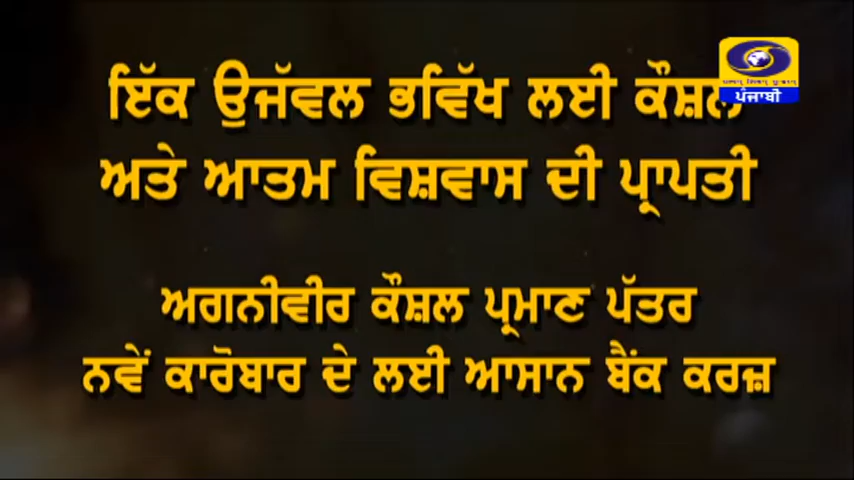 ਇੱਕ ਉਜੱਵਲ ਭਵਿੱਖ ਲਈ ਕੌਸ਼ਲ
ਅਤੇ ਆਤਮ ਵਿਸ਼ਵਾਸ ਦੀ ਪ੍ਰਾਪਤੀ
ਅਗਨੀਵੀਰ ਕੌਸ਼ਲ ਪ੍ਰਮਾਣ ਪੱਤਰ
ਨਵੇਂ ਕਾਰੋਬਾਰ ਦੇ ਲਈ ਆਸਾਨ ਬੈਂਕ ਕਰਜ਼
ਪੰਜਾਬੀ